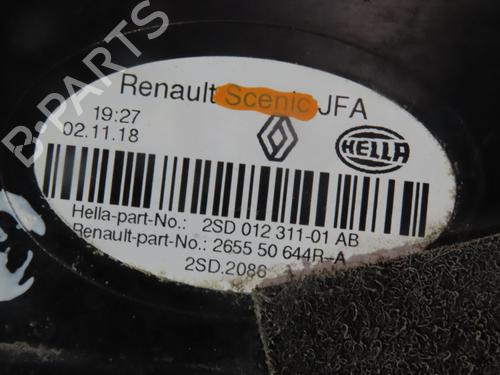 Renault Scenic JFA
19:27
02.11.18
HELLA
Hella-part-No.: 2SD 012 311-01 AB
Renault-part-No.: 2655 50 644R-A
2SD.2086
B-PARTS